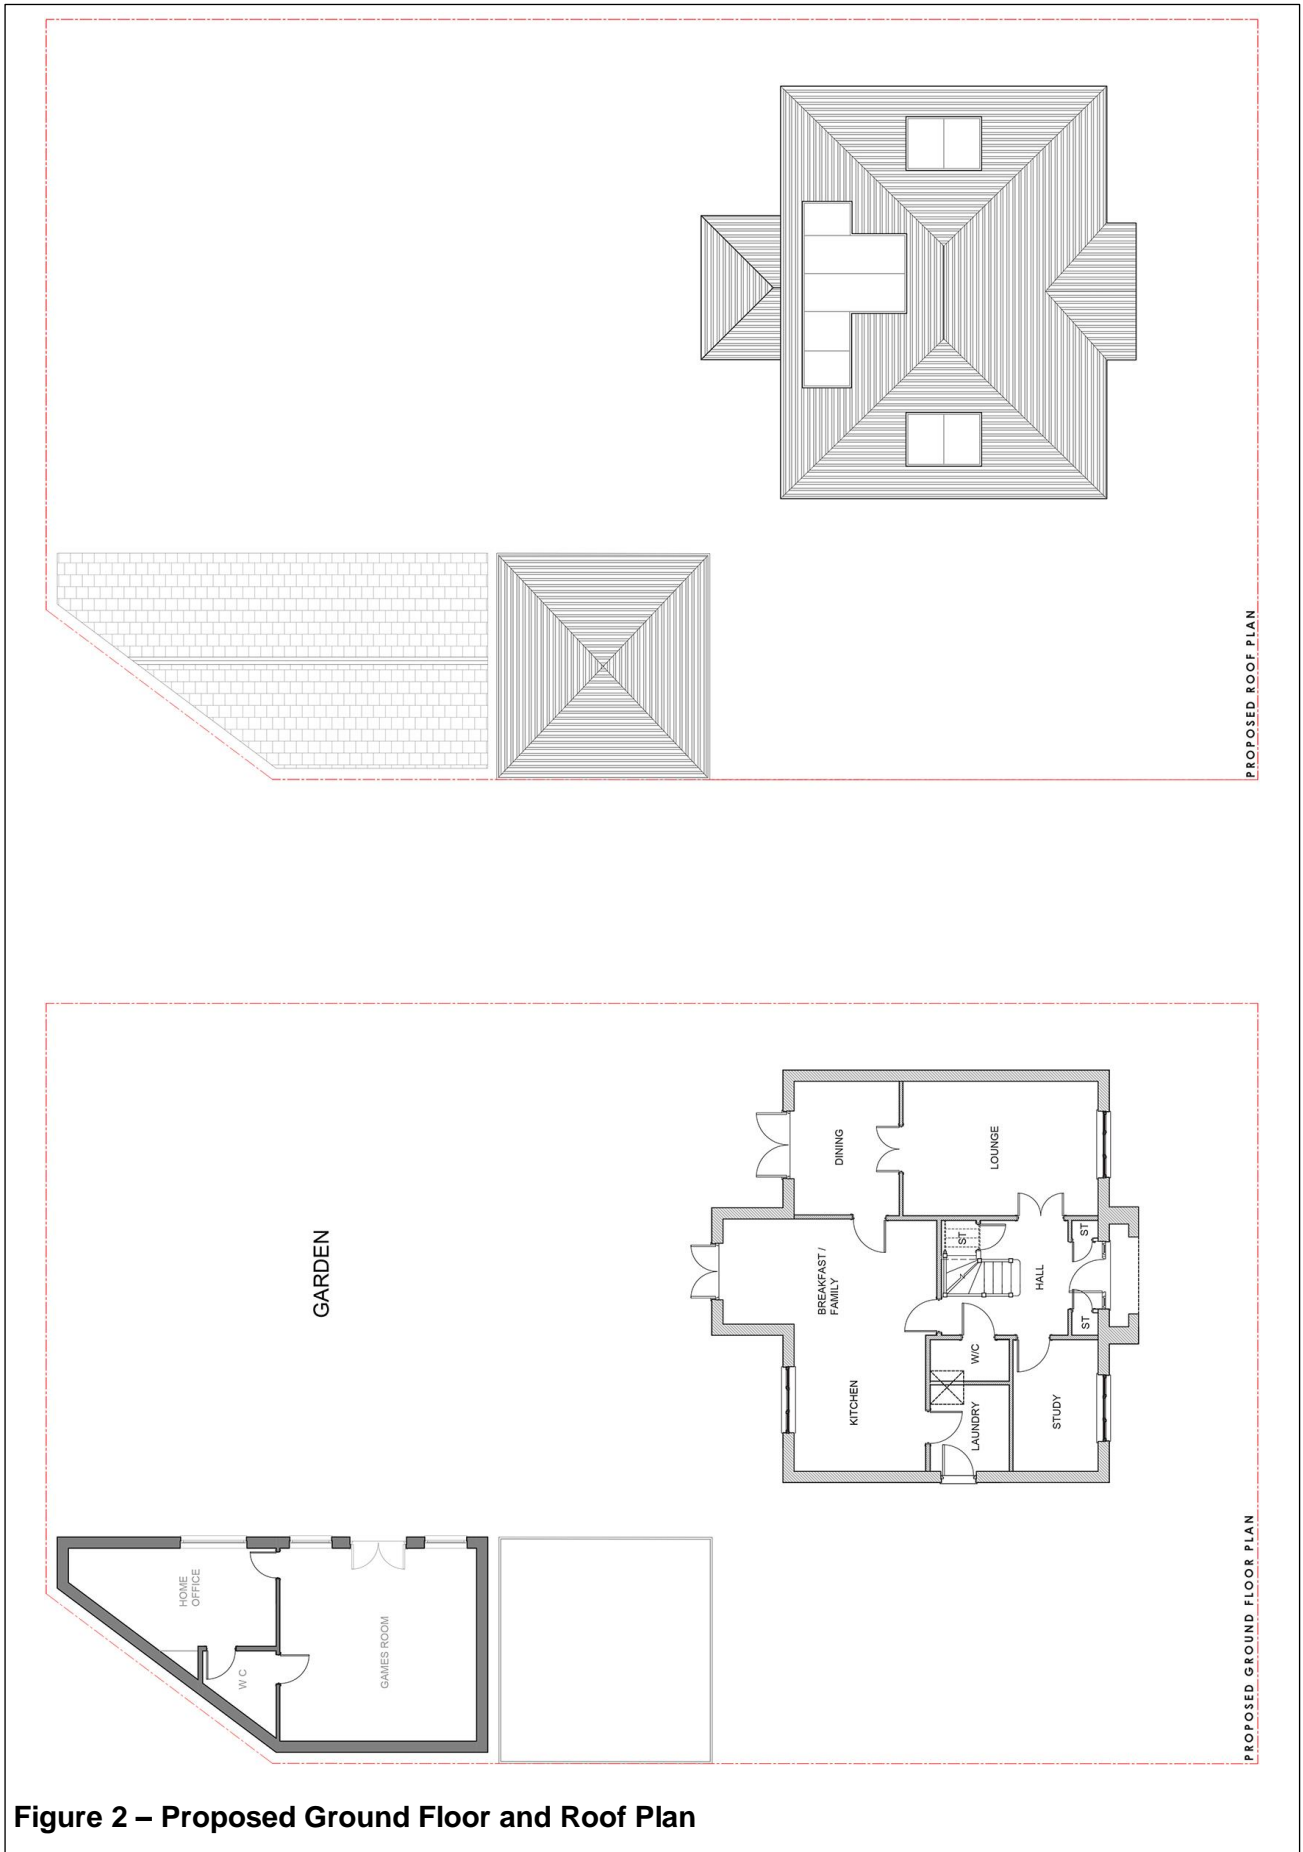 PROPOSED ROOF PLAN
GARDEN
DINING
LOUNGE
BREAKFAST /
FAMILY
ST
HALL
ST
ST
W/C
KITCHEN
LAUNDRY
STUDY
HOME
OFFICE
W C
GAMES ROOM
PROPOSED GROUND FLOOR PLAN
Figure 2 – Proposed Ground Floor and Roof Plan